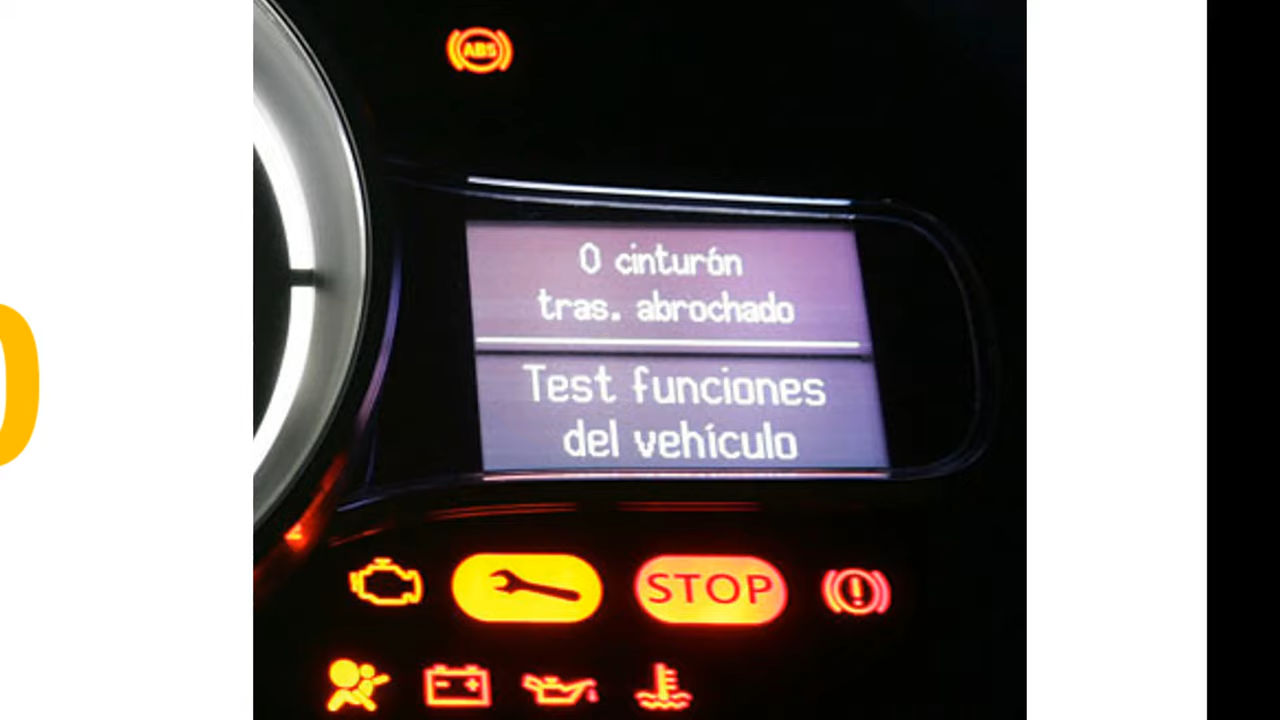 ABS
0 cinturón
tras. abrochado
Test funciones
del vehículo
STOP